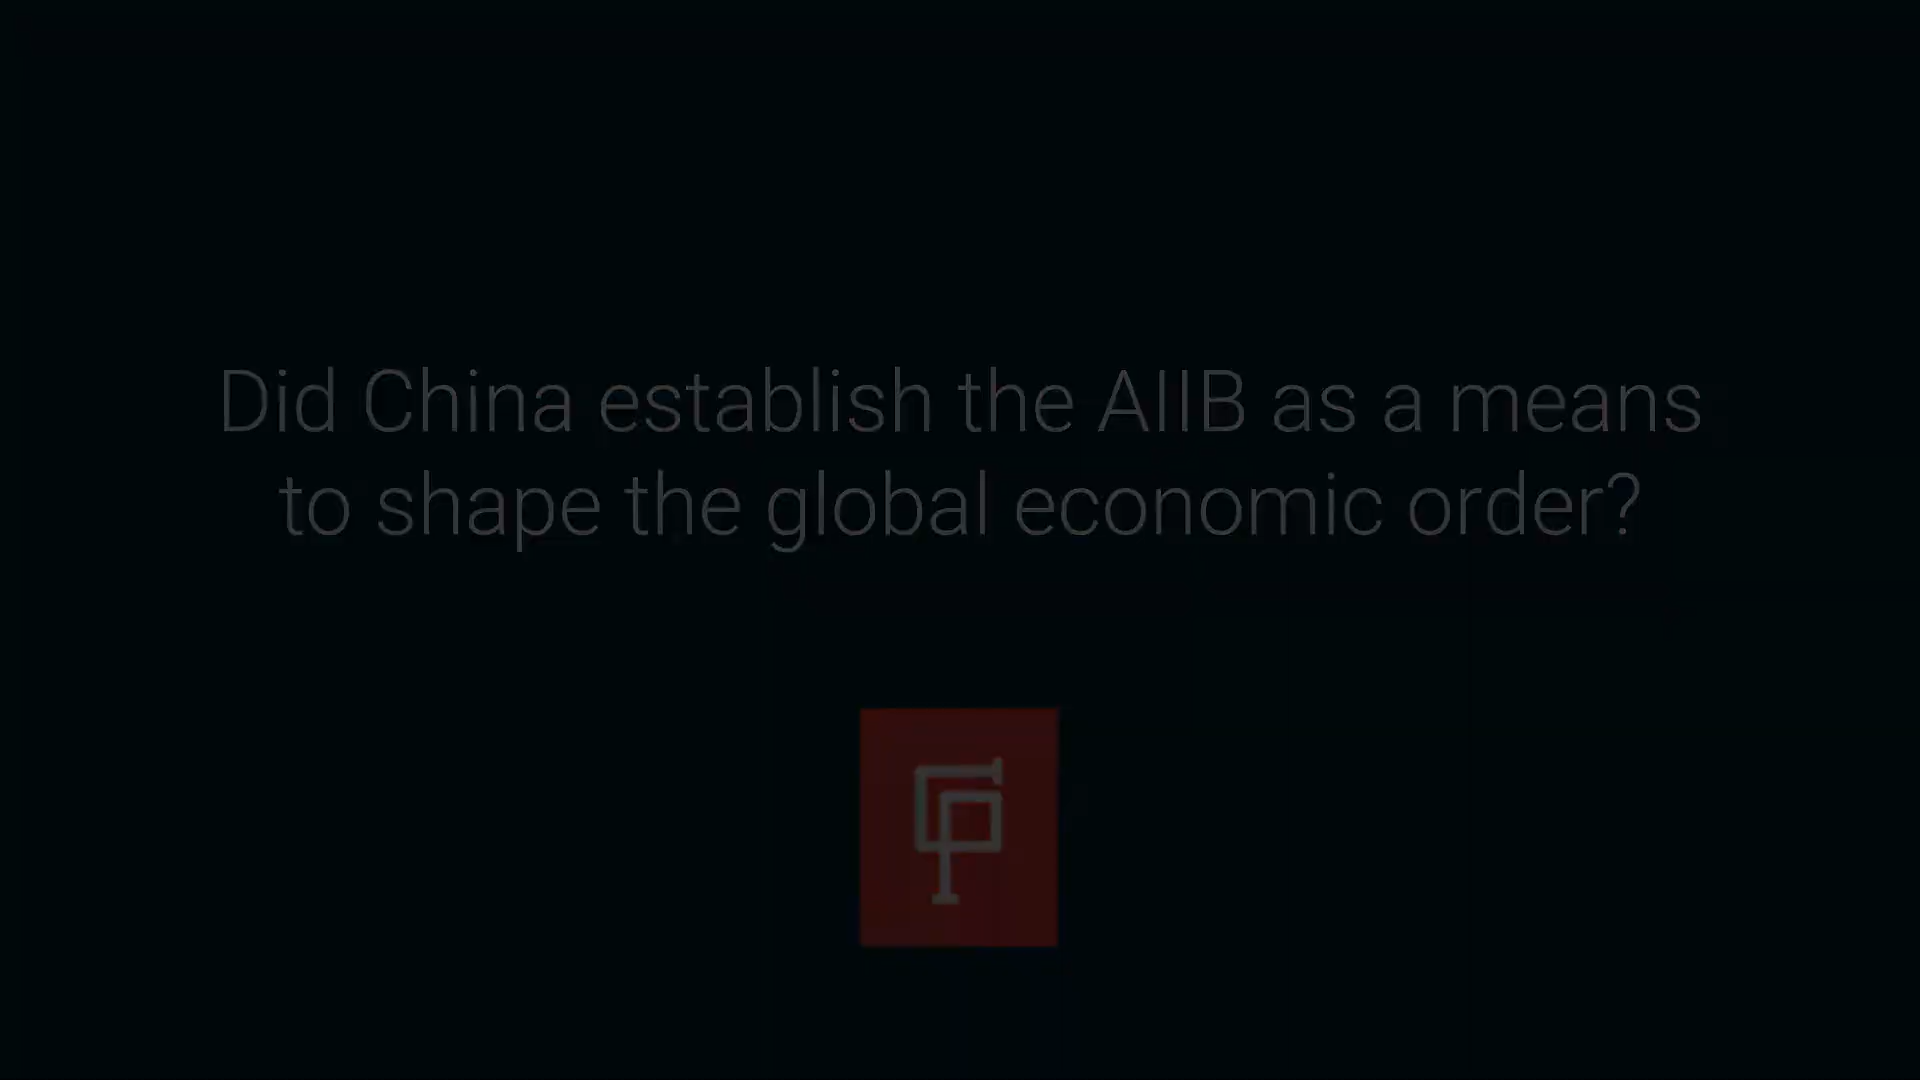 Did China establish the AIIB as a means
to shape the global economic order?